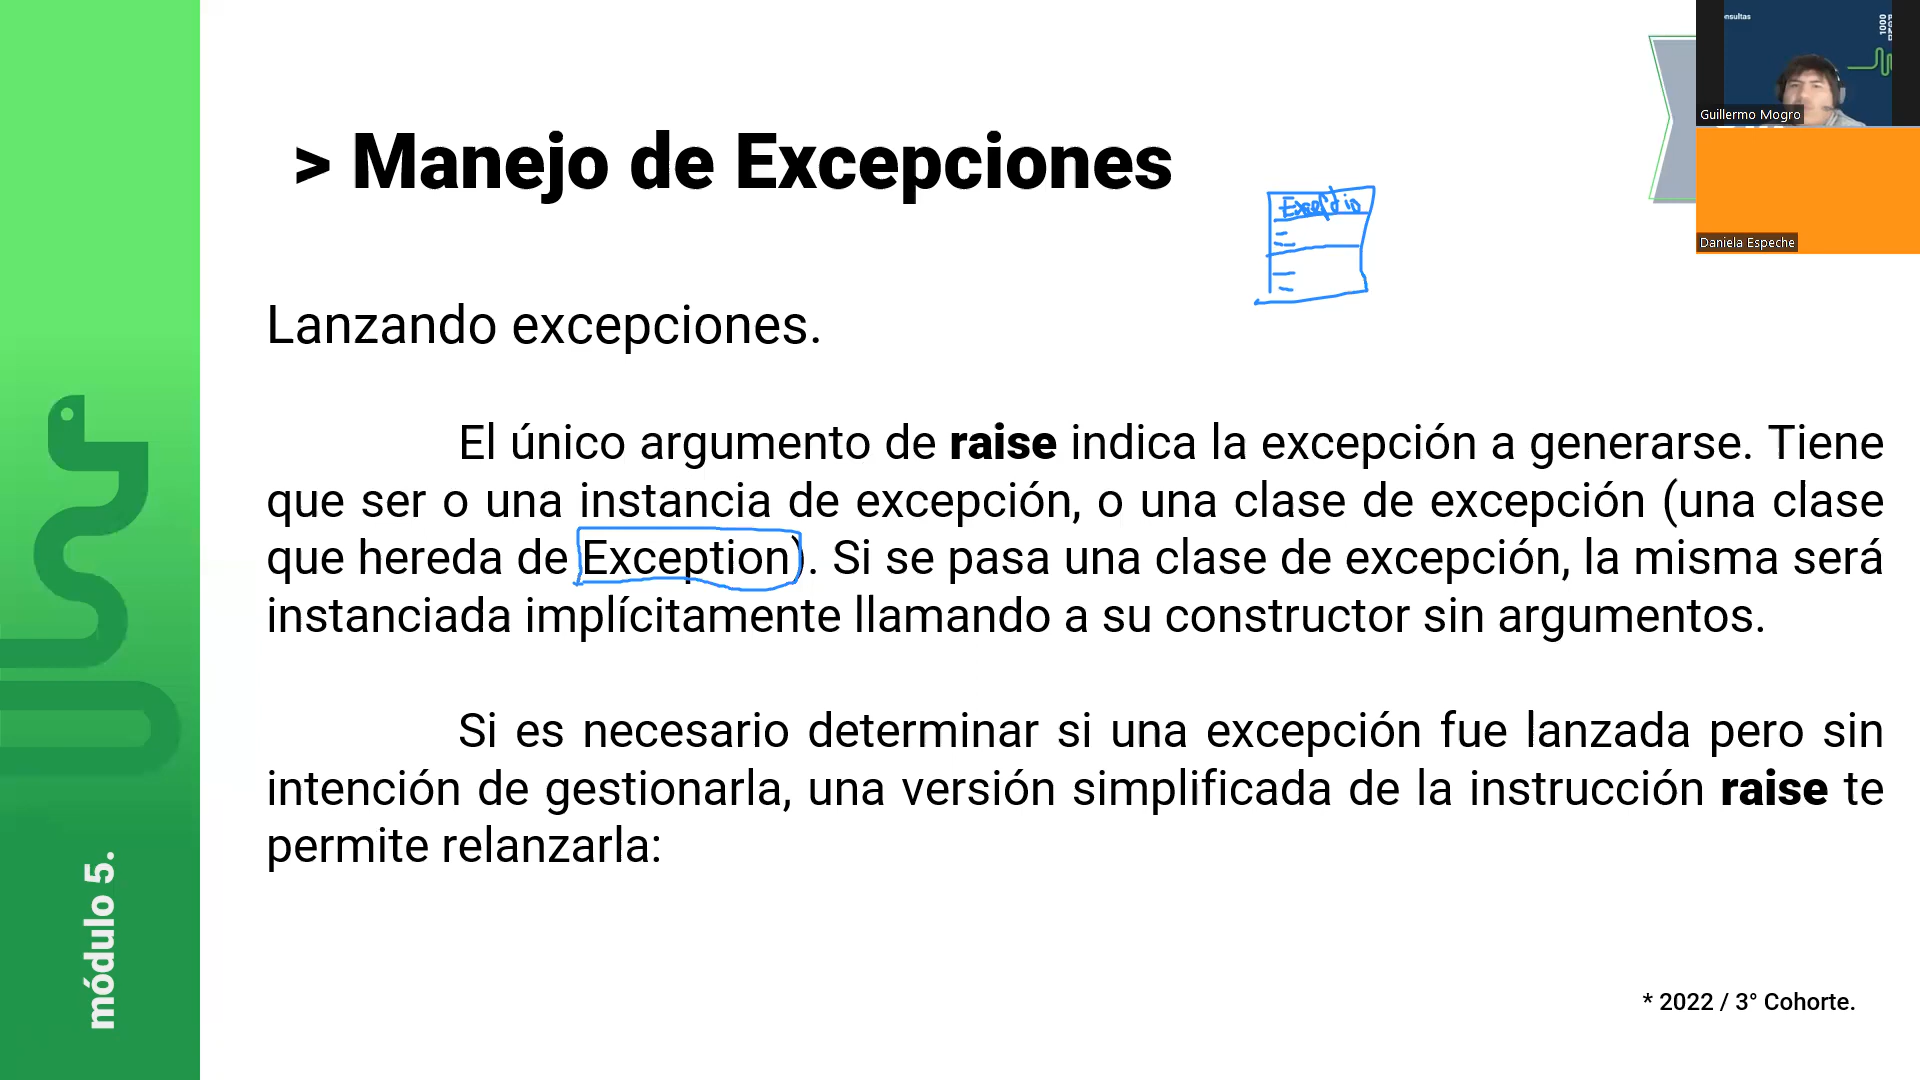 nsultas
1000
Guillermo Mogro
Daniela Espeche
> Manejo de Excepciones
Exceptio
Lanzando excepciones.
El único argumento de raise indica la excepción a generarse. Tiene
que ser o una instancia de excepción, o una clase de excepción (una clase
que hereda de Exception). Si se pasa una clase de excepción, la misma será
instanciada implícitamente llamando a su constructor sin argumentos.
Si es necesario determinar si una excepción fue lanzada pero sin
intención de gestionarla, una versión simplificada de la instrucción raise te
permite relanzarla:
módulo 5.
* 2022 / 3° Cohorte.